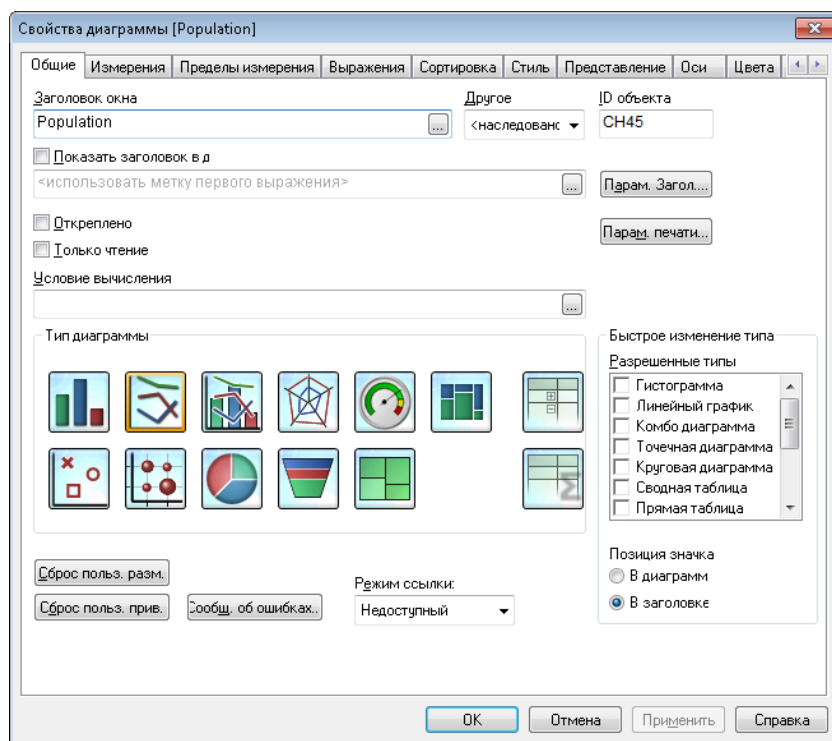 Свойства диаграммы [Population]
Общие Измерения Пределы измерения Выражения Сортировка Стиль Представление Оси Цвета
Заголовок окна Другое ID объекта
Population ... <наследованс CH45
Показать заголовок в д
<использовать метку первого выражения> ... Парам. Загол....
Откреплено Парам. печати...
Только чтение
Условие вычисления
...
Тип диаграммы Быстрое изменение типа
Разрешенные типы
Гистограмма
Линейный график
Комбо диаграмма
Точечная диаграмма
Круговая диаграмма
Сводная таблица
Прямая таблица
Позиция значка
В диаграмм
В заголовке
Сброс польз. разм.
Режим ссылки:
Сброс польз. прив. Сообщ. об ошибках.. Недоступный
OK Отмена Применить Справка